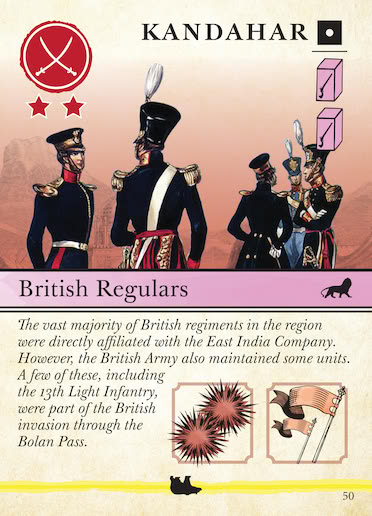 KANDAHAR
British Regulars
The vast majority of British regiments in the region
were directly affiliated with the East India Company.
However, the British Army also maintained some units.
A few of these, including
the 13th Light Infantry,
were part of the British
invasion through the
Bolan Pass.
50